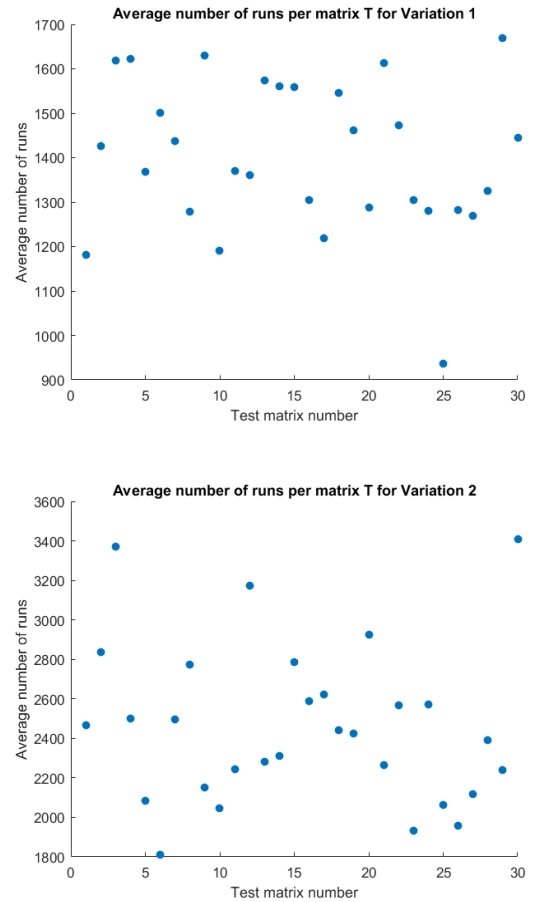 Average number of runs per matrix T for Variation 1
1700
1600
1500
1400
1300
1200
1100
1000
900
Average number of runs
0 5 10 15 20 25 30
Test matrix number
Average number of runs per matrix T for Variation 2
3600
3400
3200
3000
2800
2600
2400
2200
2000
1800
Average number of runs
0 5 10 15 20 25 30
Test matrix number